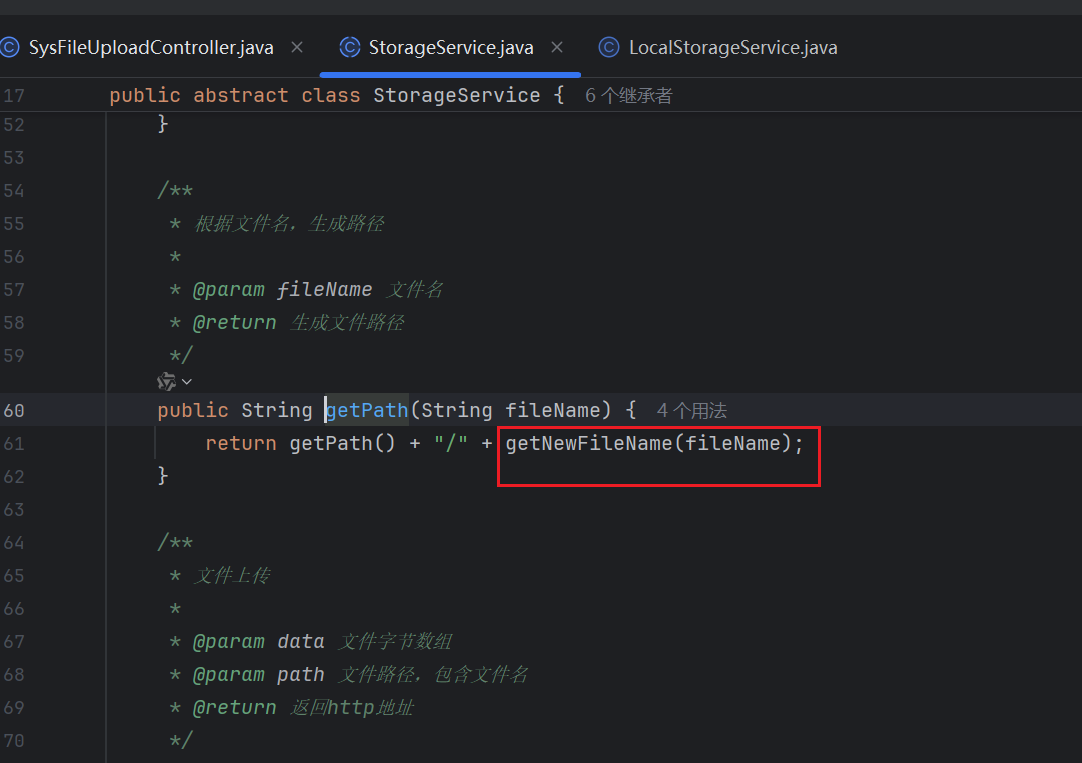 SysFileUploadController.java
StorageService.java
LocalStorageService.java
17 public abstract class StorageService { 6 个继承者
52 }
53
54 /**
55 * 根据文件名，生成路径
56 *
57 * @param fileName 文件名
58 * @return 生成文件路径
59 */
60 public String getPath(String fileName) { 4 个用法
61 return getPath() + "/" + getNewFileName(fileName);
62 }
63
64 /**
65 * 文件上传
66 *
67 * @param data 文件字节数组
68 * @param path 文件路径，包含文件名
69 * @return 返回http地址
70 */